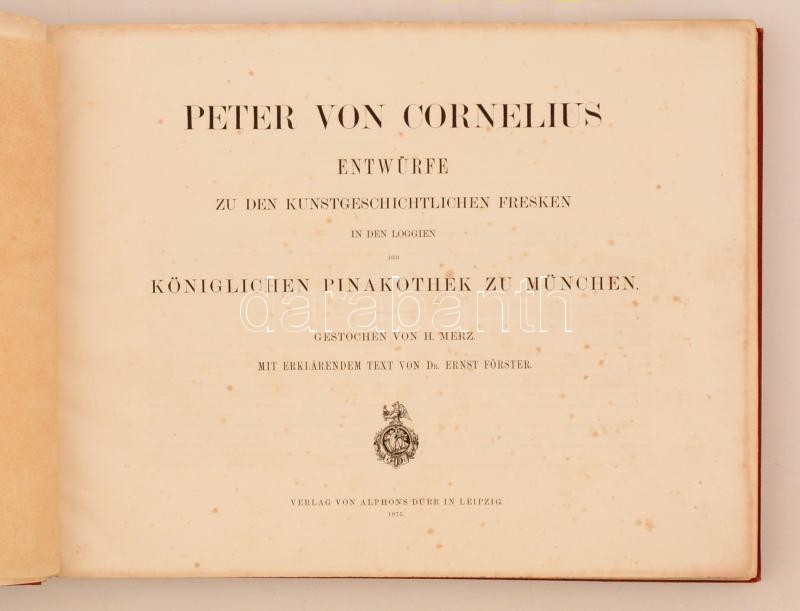 PETER VON CORNELIUS
ENTWÜRFE
ZU DEN KUNSTGESCHICHTLICHEN FRESKEN
IN DEN LOGGIEN
DER
KÖNIGLICHEN PINAKOTHEK ZU MÜNCHEN.
darabanth
GESTOCHEN VON H. MERZ.
MIT ERKLÄRENDEM TEXT VON DR. ERNST FÖRSTER.
VERLAG VON ALPHONS DÜRR IN LEIPZIG.
1875.